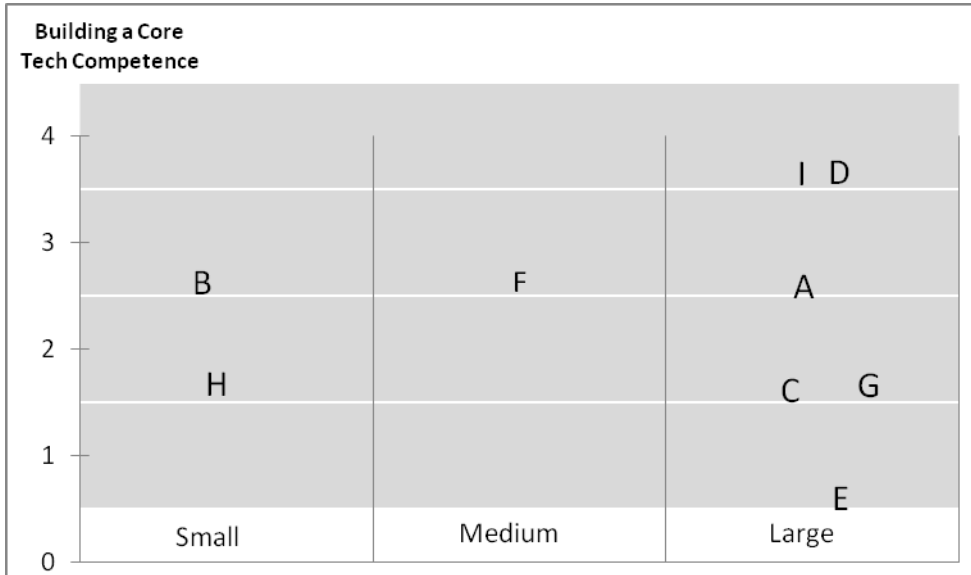 Building a Core
Tech Competence
4
I D
3
B F A
2
H C G
1
E
Small Medium Large
0